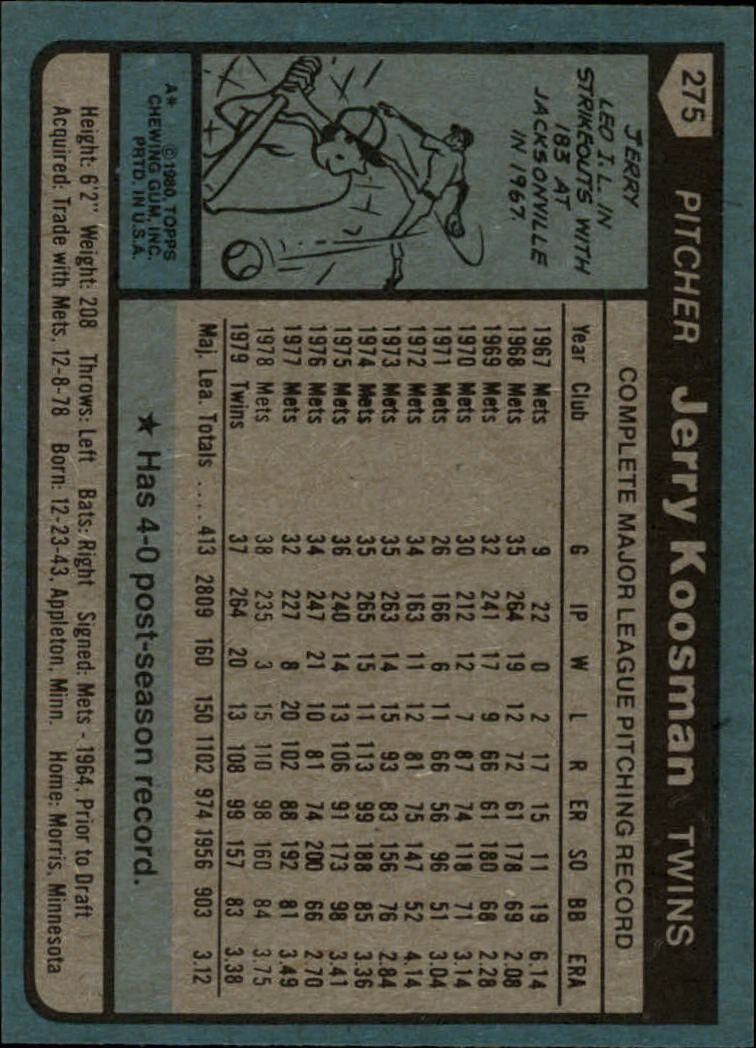 275 PITCHER Jerry Koosman TWINS
JERRY
LED I. L. IN
STRIKEOUTS WITH
183 AT
JACKSONVILLE
IN 1967.
A* © 1980 TOPPS
CHEWING GUM, INC.
PRTD. IN U.S.A.
COMPLETE MAJOR LEAGUE PITCHING RECORD
Year Club G IP W L R ER SO BB ERA
1967 Mets 9 22 0 2 17 15 11 19 6.14
1968 Mets 35 264 19 12 72 61 178 69 2.08
1969 Mets 32 241 17 9 66 61 180 68 2.28
1970 Mets 30 212 12 7 87 74 118 71 3.14
1971 Mets 26 166 6 11 66 56 96 51 3.04
1972 Mets 34 163 11 12 81 75 147 52 4.14
1973 Mets 35 263 14 15 93 83 156 76 2.84
1974 Mets 35 265 15 11 113 99 188 85 3.36
1975 Mets 36 240 14 13 106 91 173 98 3.41
1976 Mets 34 247 21 10 81 74 200 66 2.70
1977 Mets 32 227 8 20 102 88 192 81 3.49
1978 Mets 38 235 3 15 110 98 160 84 3.75
1979 Twins 37 264 20 13 108 99 157 83 3.38
Maj. Lea. Totals .... 413 2809 160 150 1102 974 1956 903 3.12
★ Has 4-0 post-season record.
Height: 6'2" Weight: 208 Throws: Left Bats: Right Signed: Mets - 1964, Prior to Draft
Acquired: Trade with Mets, 12-8-78 Born: 12-23-43, Appleton, Minn. Home: Morris, Minnesota